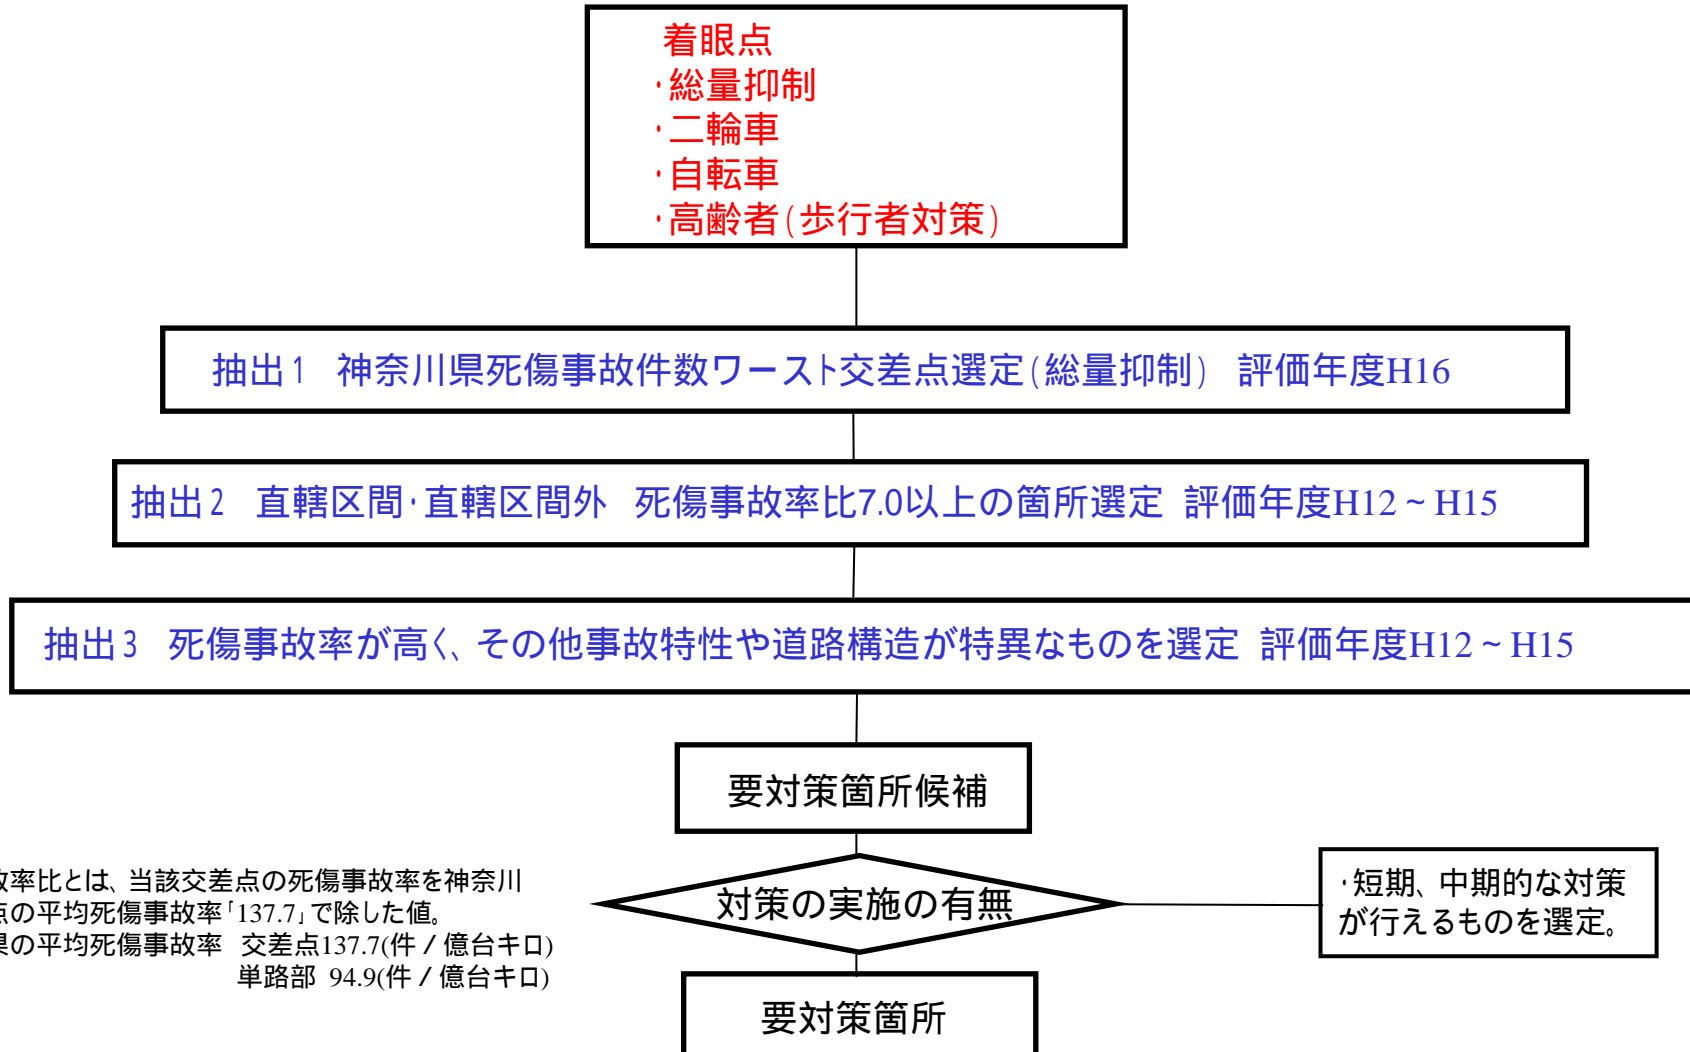 着眼点
・総量抑制
・二輪車
・自転車
・高齢者(歩行者対策)
抽出1 神奈川県死傷事故件数ワースト交差点選定(総量抑制) 評価年度H16
抽出2 直轄区間・直轄区間外 死傷事故率比7.0以上の箇所選定 評価年度H12~H15
抽出3 死傷事故率が高く、その他事故特性や道路構造が特異なものを選定 評価年度H12~H15
要対策箇所候補
対策の実施の有無
・短期、中期的な対策
が行えるものを選定。
要対策箇所
故率比とは、当該交差点の死傷事故率を神奈川
点の平均死傷事故率「137.7」で除した値。
県の平均死傷事故率 交差点137.7(件/億台キロ)
単路部 94.9(件/億台キロ)